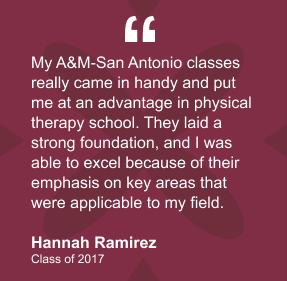 “
My A&M-San Antonio classes
really came in handy and put
me at an advantage in physical
therapy school. They laid a
strong foundation, and I was
able to excel because of their
emphasis on key areas that
were applicable to my field.
Hannah Ramirez
Class of 2017